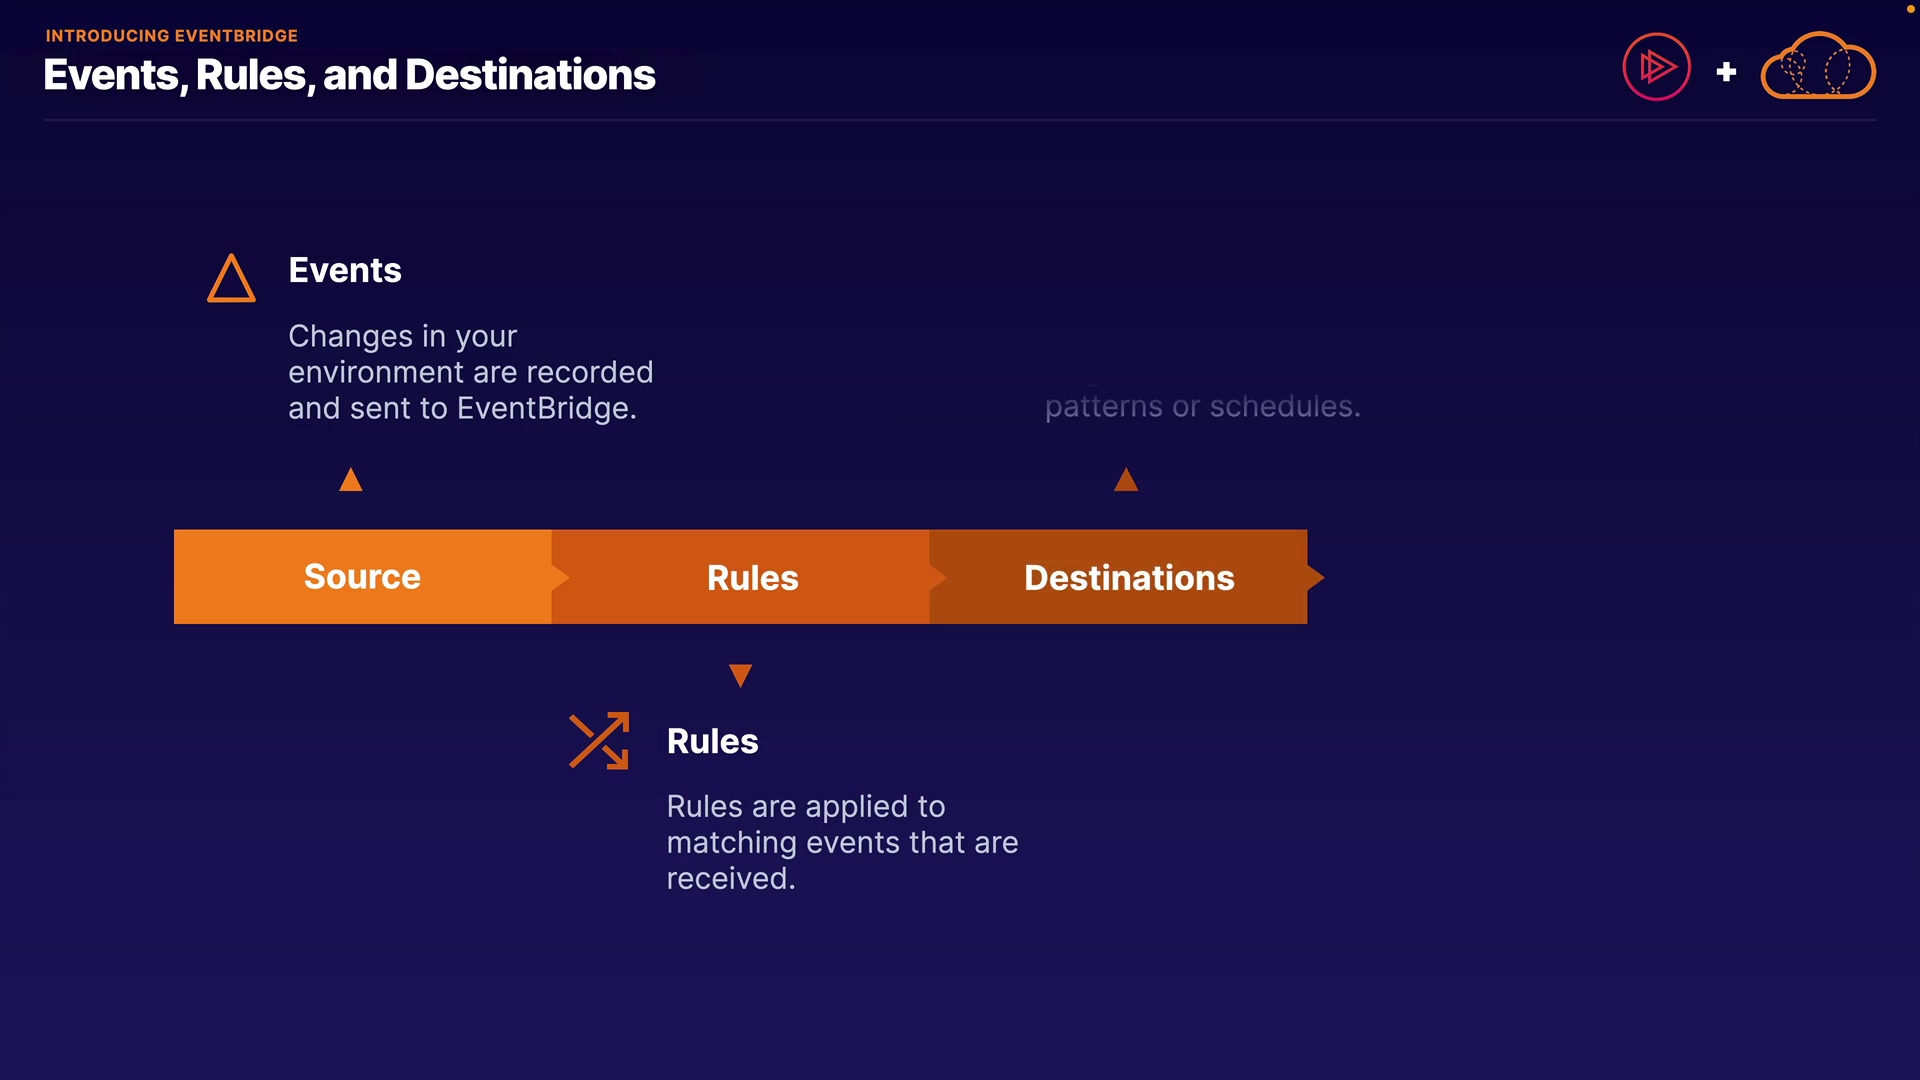 INTRODUCING EVENTBRIDGE
Events, Rules, and Destinations
Events
Changes in your
environment are recorded
and sent to EventBridge.
patterns or schedules.
Source
Rules
Destinations
Rules
Rules are applied to
matching events that are
received.